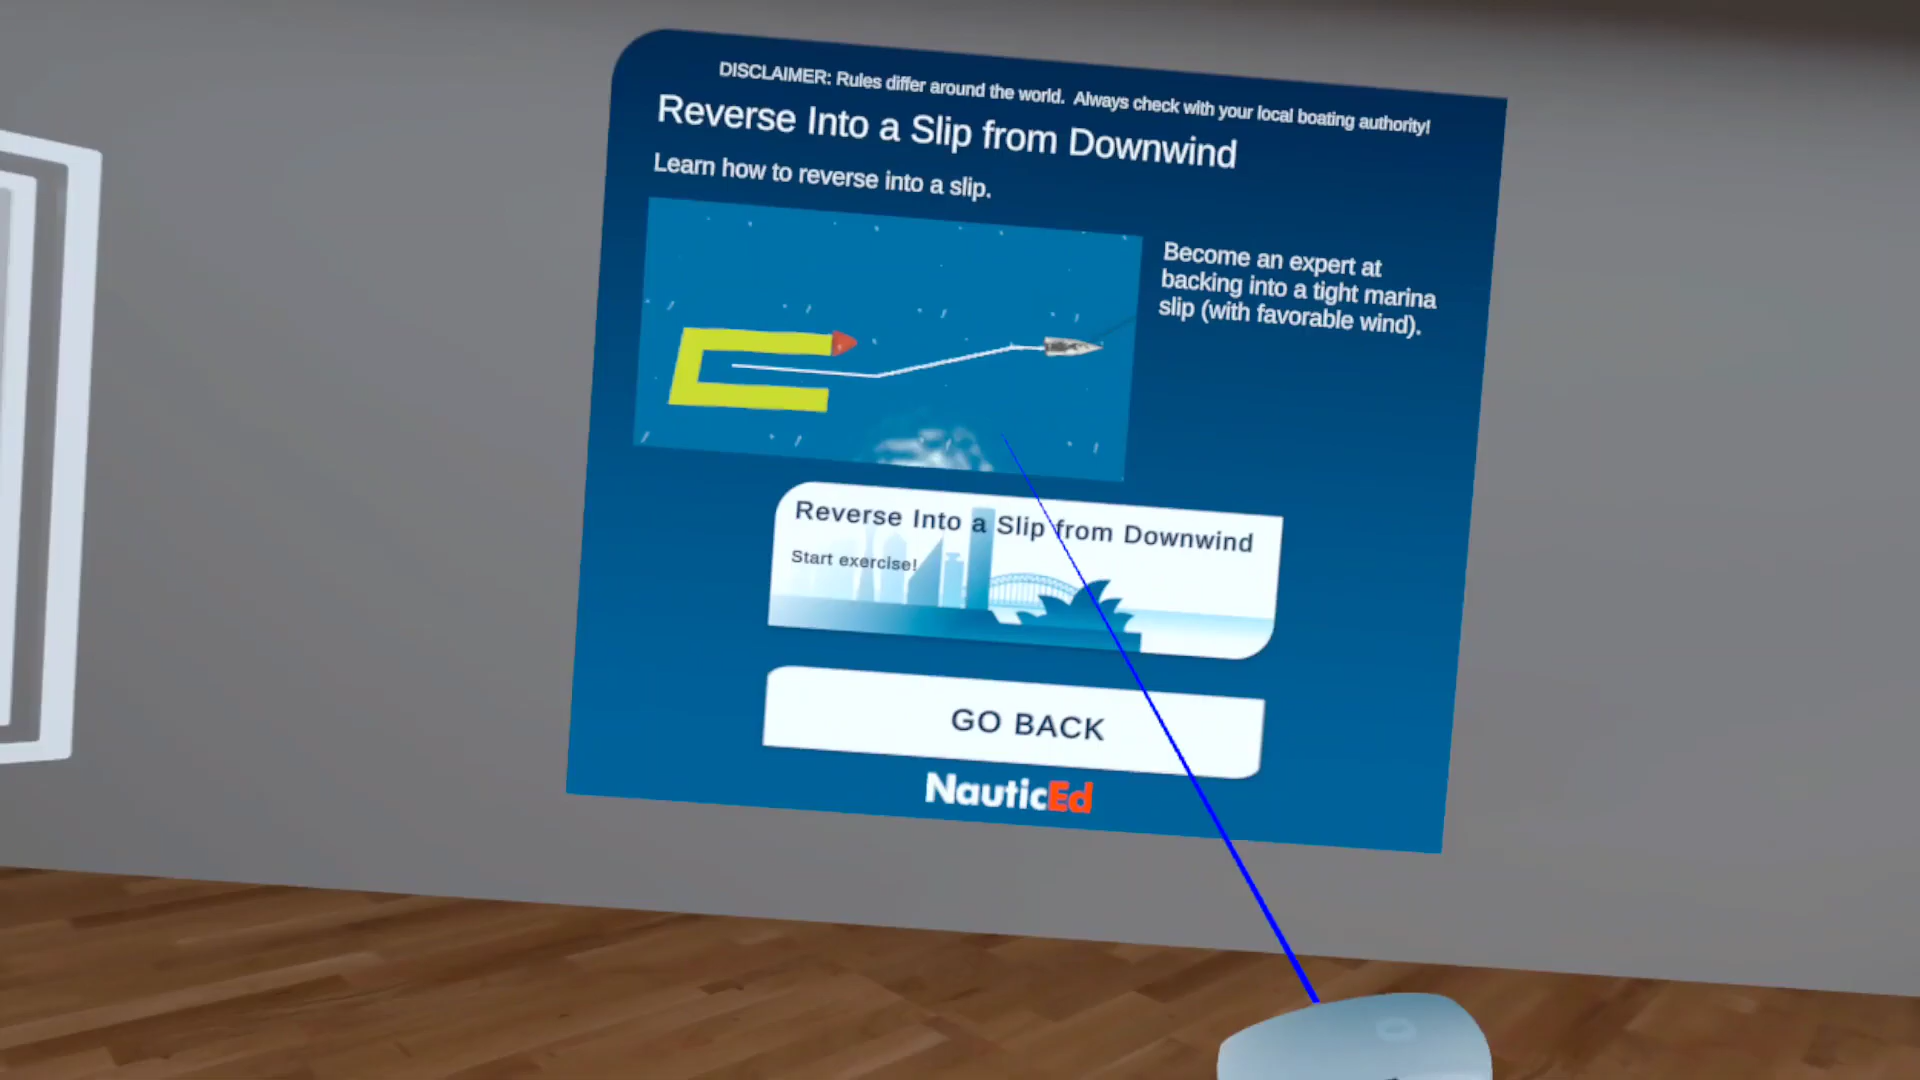 DISCLAIMER: Rules differ around the world. Always check with your local boating authority!
Reverse Into a Slip from Downwind
Learn how to reverse into a slip.
Become an expert at
backing into a tight marina
slip (with favorable wind).
Reverse Into a Slip from Downwind
Start exercise!
GO BACK
NauticEd